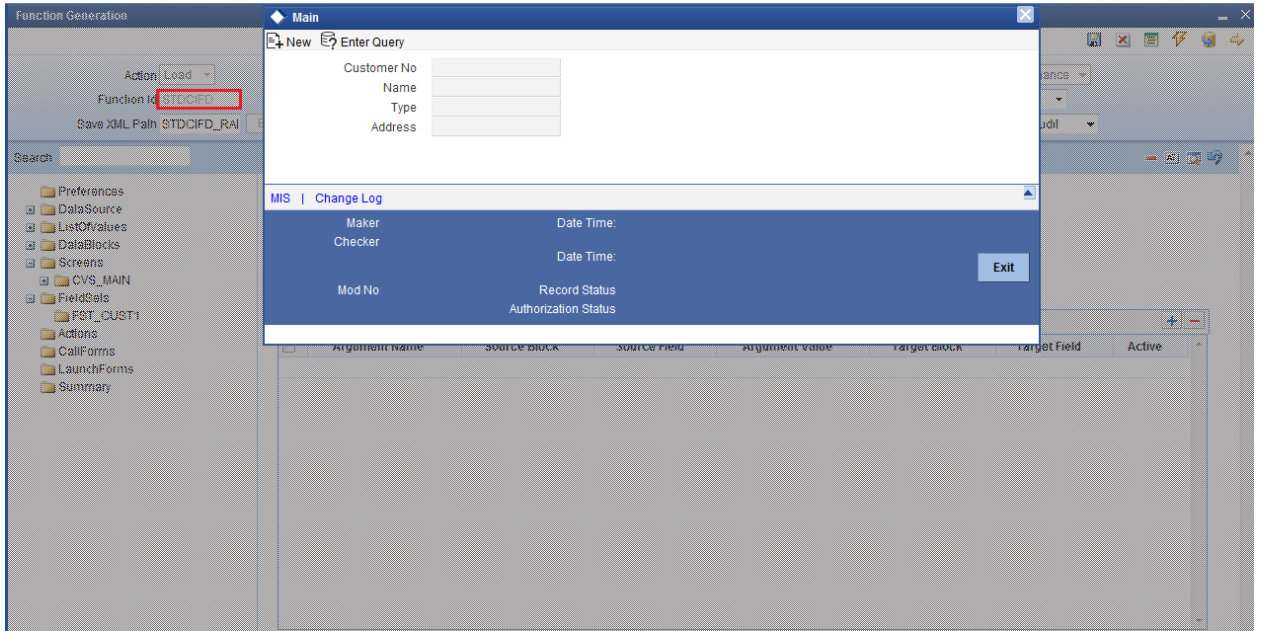 Function Generation
Main
New Enter Query
Customer No
Name
Type
Address
Action Load
Function Id STDCIFD
Save XML Path STDCIFD_RAI
Search
Preferences
DataSource
ListOfValues
DataBlocks
Screens
CVS_MAIN
FieldSets
FST_CUST1
Actions
CallForms
LaunchForms
Summary
MIS | Change Log
Maker Date Time:
Checker
Date Time:
Exit
Mod No Record Status
Authorization Status
Argument Name Source Block Source Field Argument Value Target Block Target Field Active